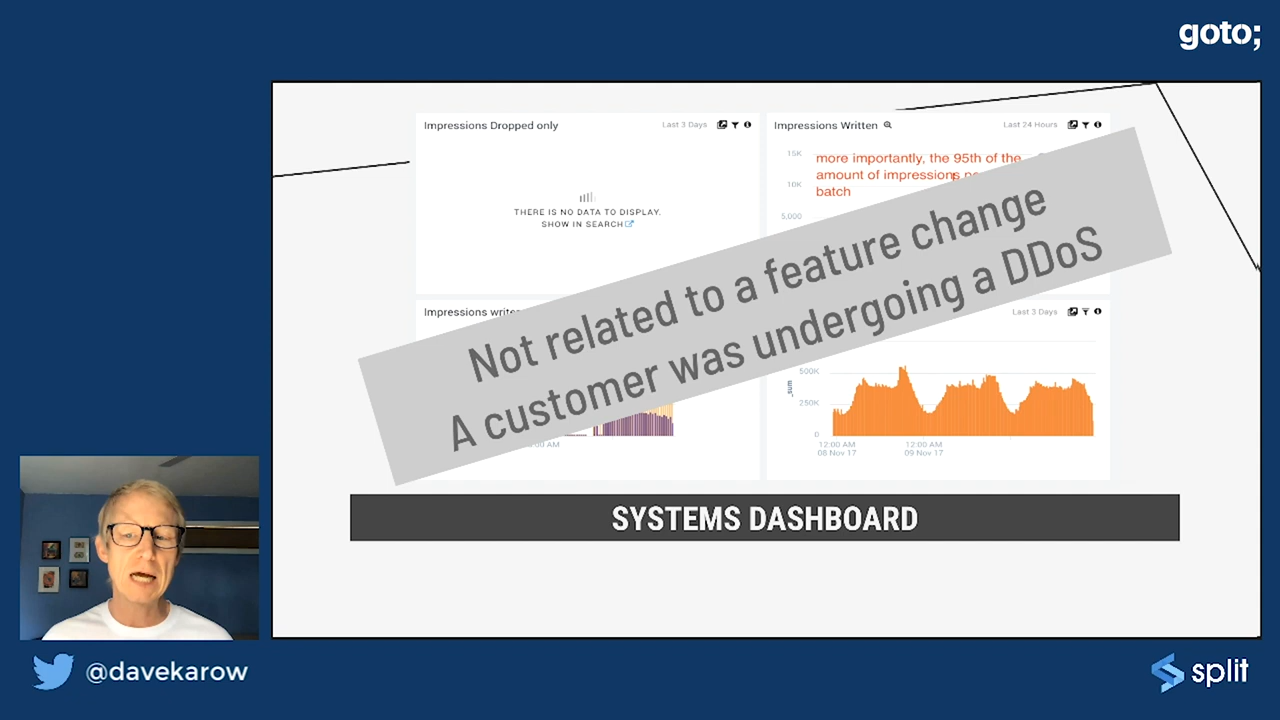 goto;
Impressions Dropped only
Last 3 Days
THERE IS NO DATA TO DISPLAY.
SHOW IN SEARCH
Impressions Written
Last 24 Hours
15K
10K
5,000
more importantly, the 95th of the
amount of impressions
batch
Not related to a feature change
A customer was undergoing a DDoS
Impressions
AM
Last 3 Days
500K
250K
0
_sum
12:00 AM
08 Nov 17
12:00 AM
09 Nov 17
SYSTEMS DASHBOARD
@davekarow
split